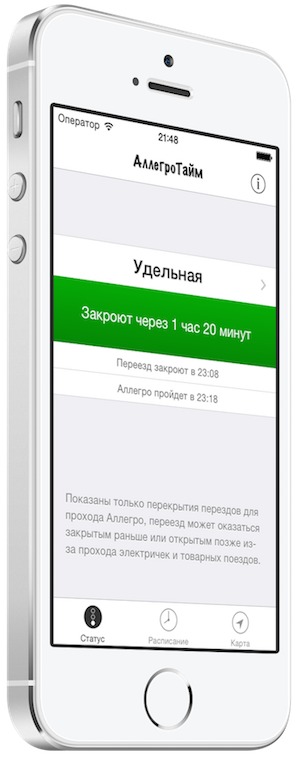 Оператор
21:48
АллегроТайм
Удельная
Закроют через 1 час 20 минут
Переезд закроют в 23:08
Аллегро пройдет в 23:18
Показаны только перекрытия перездов для
прохода Аллегро, переезд может оказаться
закрытым раньше или открытым позже из-
за прохода электричек и товарных поездов.
Статус
Расписание
Карта